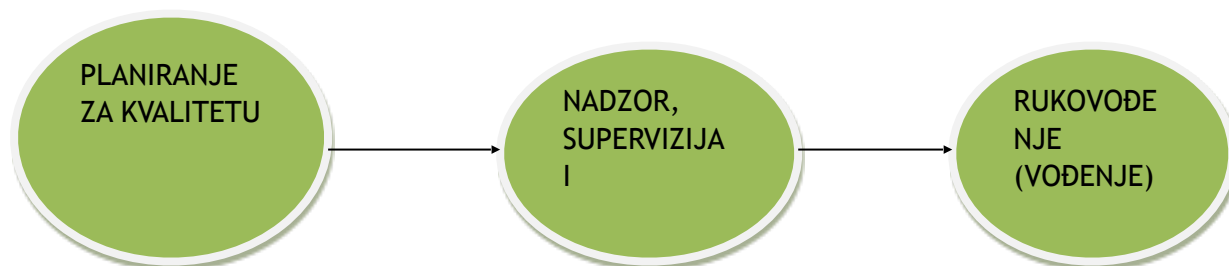 PLANIRANJE
ZA KVALITETU
NADZOR,
SUPERVIZIJA
I
RUKOVOĐE
NJE
(VOĐENJE)